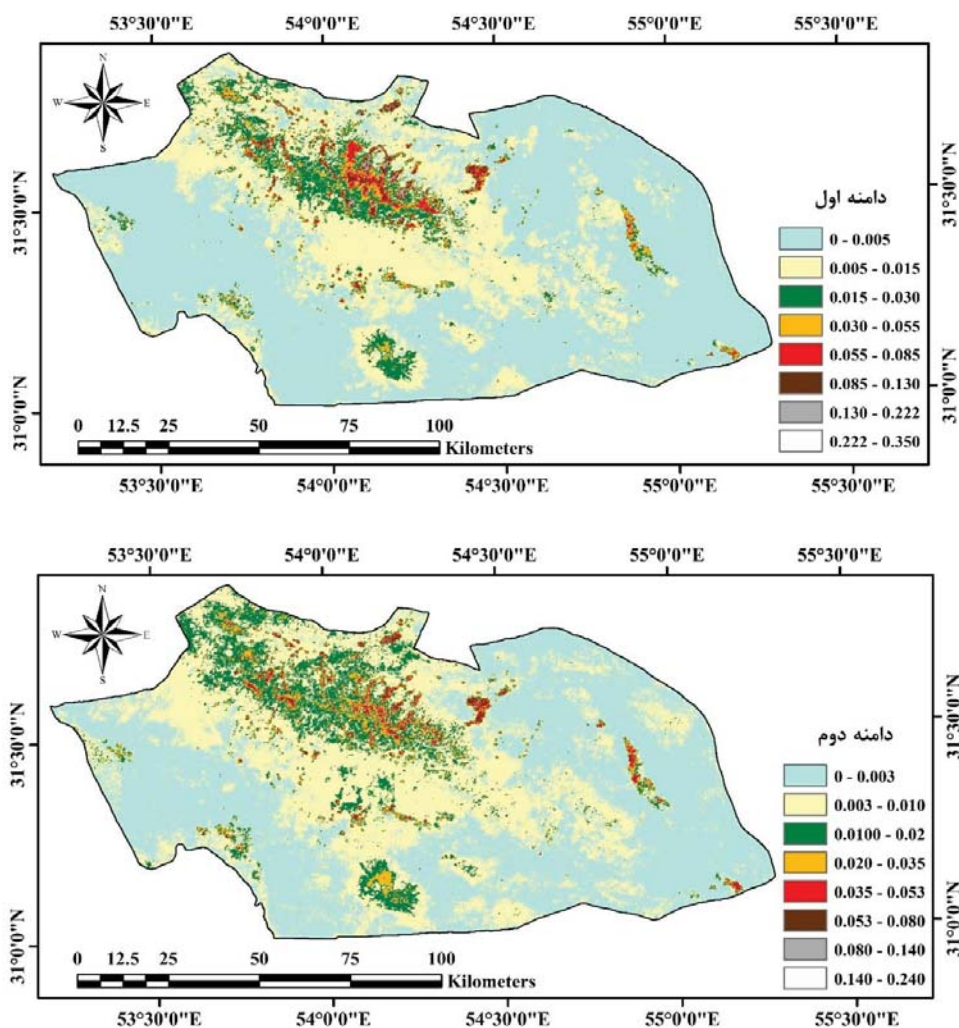 53°30'0"E 54°0'0"E 54°30'0"E 55°0'0"E 55°30'0"E
N
W E
S
31°30'0"N 31°30'0"N
دامنه اول
0 - 0.005
0.005 - 0.015
0.015 - 0.030
0.030 - 0.055
0.055 - 0.085
0.085 - 0.130
0.130 - 0.222
0.222 - 0.350
31°0'0"N 31°0'0"N
0 12.5 25 50 75 100
Kilometers
53°30'0"E 54°0'0"E 54°30'0"E 55°0'0"E 55°30'0"E
53°30'0"E 54°0'0"E 54°30'0"E 55°0'0"E 55°30'0"E
N
W E
S
31°30'0"N 31°30'0"N
دامنه دوم
0 - 0.003
0.003 - 0.010
0.0100 - 0.02
0.020 - 0.035
0.035 - 0.053
0.053 - 0.080
0.080 - 0.140
0.140 - 0.240
31°0'0"N 31°0'0"N
0 12.5 25 50 75 100
Kilometers
53°30'0"E 54°0'0"E 54°30'0"E 55°0'0"E 55°30'0"E